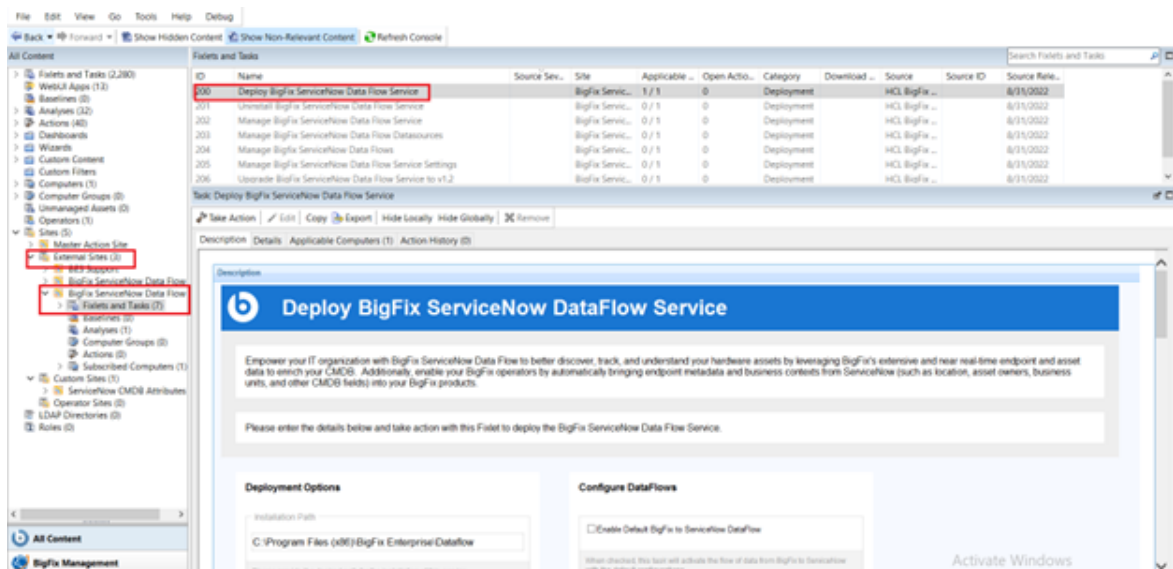 File Edit View Go Tools Help Debug
Back Forward Show Hidden Content Show Non-Relevant Content Refresh Console
All Content
Fixlets and Tasks (2,280)
WebUI Apps (13)
Baselines (0)
Analyses (32)
Actions (40)
Dashboards
Wizards
Custom Content
Custom Filters
Computers (1)
Computer Groups (0)
Unmanaged Assets (0)
Operators (1)
Sites (5)
Master Action Site
External Sites (3)
BES Support
BigFix ServiceNow Data Flow
BigFix ServiceNow Data Flow
Fixlets and Tasks (7)
Baselines (0)
Analyses (1)
Computer Groups (0)
Actions (0)
Subscribed Computers (1)
Custom Sites (1)
ServiceNow CMDB Attributes
Operator Sites (0)
LDAP Directories (0)
Roles (0)
All Content
BigFix Management
Fixlets and Tasks Search Fixlets and Tasks
ID Name Source Sev... Site Applicable ... Open Actio... Category Download ... Source Source ID Source Rele...
200 Deploy BigFix ServiceNow Data Flow Service BigFix Servic... 1 / 1 0 Deployment HCL BigFix ... 8/31/2022
201 Uninstall BigFix ServiceNow Data Flow Service BigFix Servic... 0 / 1 0 Deployment HCL BigFix ... 8/31/2022
202 Manage BigFix ServiceNow Data Flow Service BigFix Servic... 0 / 1 0 Deployment HCL BigFix ... 8/31/2022
203 Manage BigFix ServiceNow Data Flow Datasources BigFix Servic... 0 / 1 0 Deployment HCL BigFix ... 8/31/2022
204 Manage Bigfix ServiceNow Data Flows BigFix Servic... 0 / 1 0 Deployment HCL BigFix ... 8/31/2022
205 Manage BigFix ServiceNow Data Flow Service Settings BigFix Servic... 0 / 1 0 Deployment HCL BigFix ... 8/31/2022
206 Upgrade BigFix ServiceNow Data Flow Service to v1.2 BigFix Servic... 0 / 1 0 Deployment HCL BigFix ... 8/31/2022
Task: Deploy BigFix ServiceNow Data Flow Service
Take Action Edit Copy Export Hide Locally Hide Globally Remove
Description Details Applicable Computers (1) Action History (0)
Description
Deploy BigFix ServiceNow DataFlow Service
Empower your IT organization with BigFix ServiceNow Data Flow to better discover, track, and understand your hardware assets by leveraging BigFix's extensive and near real-time endpoint and asset
data to enrich your CMDB. Additionally, enable your BigFix operators by automatically bringing endpoint metadata and business contexts from ServiceNow (such as location, asset owners, business
units, and other CMDB fields) into your BigFix products.
Please enter the details below and take action with this Fixlet to deploy the BigFix ServiceNow Data Flow Service.
Deployment Options
Installation Path
C:\Program Files (x86)\BigFix Enterprise\Dataflow
Configure DataFlows
Enable Default BigFix to ServiceNow DataFlow
When checked, this task will activate the flow of data from BigFix to ServiceNow
Activate Windows